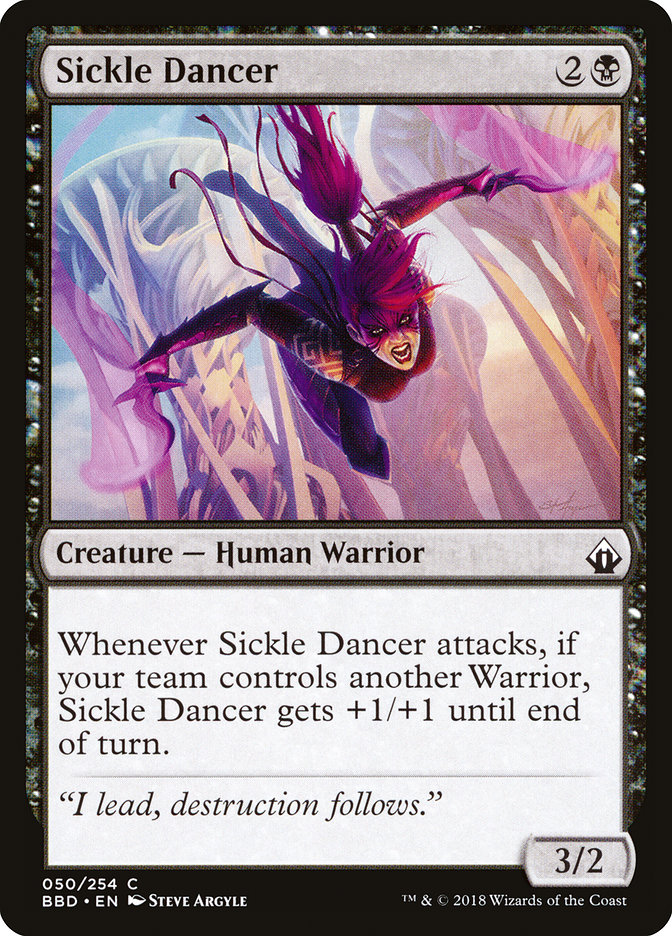 Sickle Dancer 2
Creature — Human Warrior
Whenever Sickle Dancer attacks, if
your team controls another Warrior,
Sickle Dancer gets +1/+1 until end
of turn.
“I lead, destruction follows.”
3/2
050/254 C
BBD • EN Steve Argyle
™ & © 2018 Wizards of the Coast